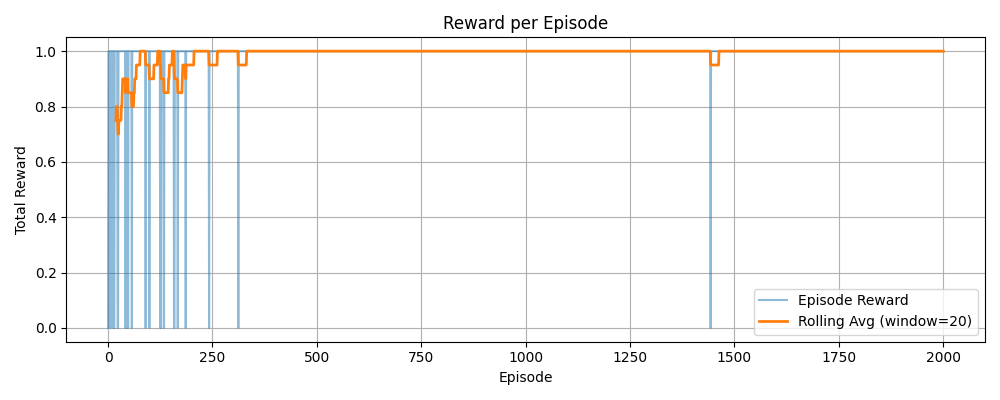 Reward per Episode
Total Reward
1.0
0.8
0.6
0.4
0.2
0.0
Episode Reward
Rolling Avg (window=20)
0 250 500 750 1000 1250 1500 1750 2000
Episode